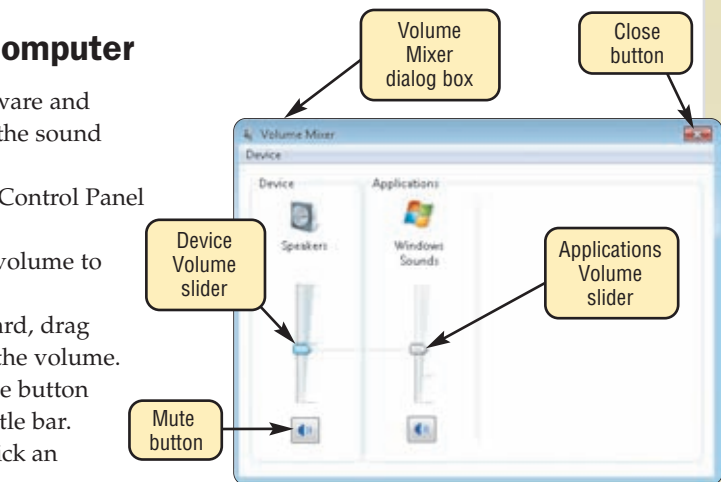 omputer
ware and
the sound
Control Panel
volume to
ard, drag
the volume.
e button
tle bar.
ick an
Volume
Mixer
dialog box
Close
button
Volume Mixer
Device
Device
Applications
Speakers
Windows
Sounds
Device
Volume
slider
Applications
Volume
slider
Mute
button